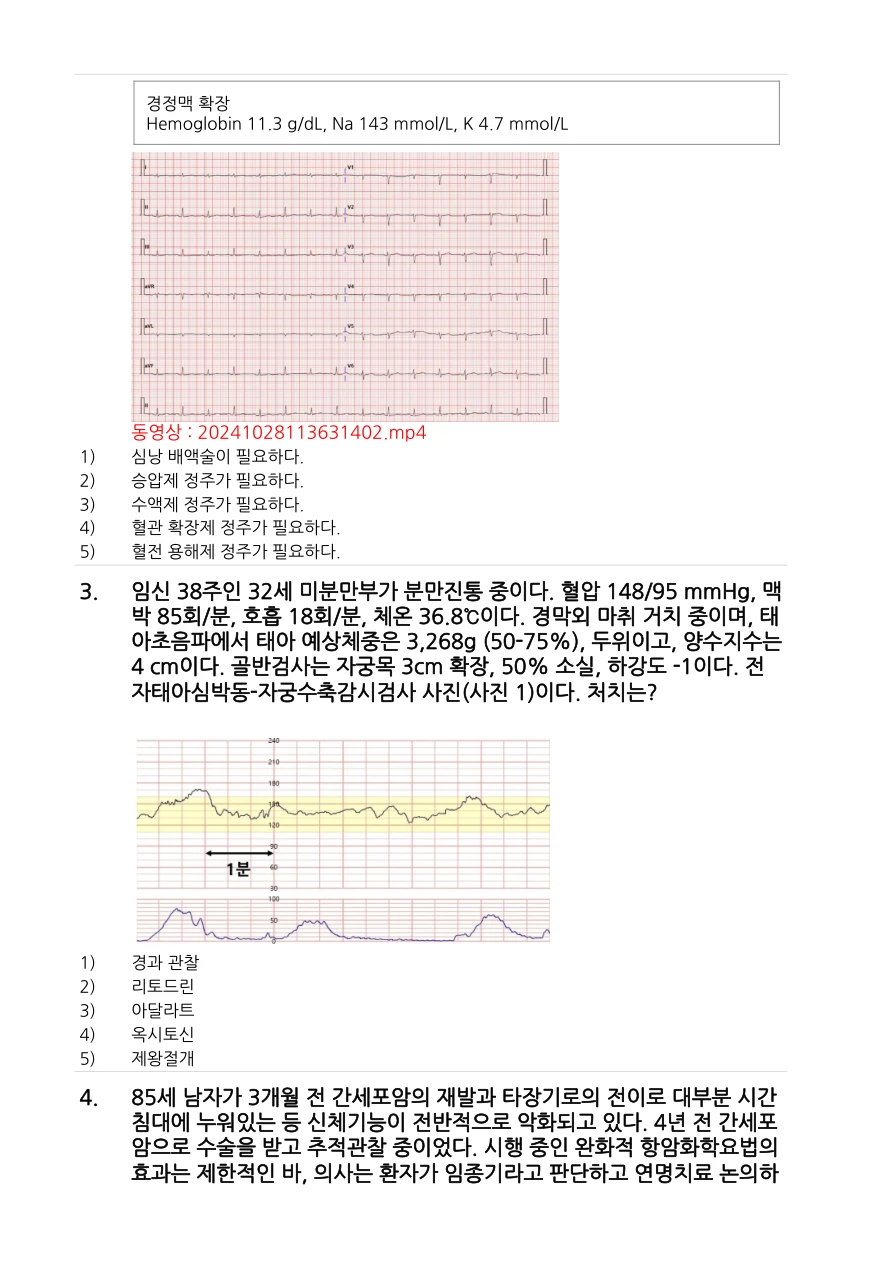 경정맥 확장
Hemoglobin 11.3 g/dL, Na 143 mmol/L, K 4.7 mmol/L
I V1
II V2
III V3
aVR V4
aVL V5
aVF V6
II
동영상 : 20241028113631402.mp4
1) 심낭 배액술이 필요하다.
2) 승압제 정주가 필요하다.
3) 수액제 정주가 필요하다.
4) 혈관 확장제 정주가 필요하다.
5) 혈전 용해제 정주가 필요하다.
3. 임신 38주인 32세 미분만부가 분만진통 중이다. 혈압 148/95 mmHg, 맥
박 85회/분, 호흡 18회/분, 체온 36.8℃이다. 경막외 마취 거치 중이며, 태
아초음파에서 태아 예상체중은 3,268g (50-75%), 두위이고, 양수지수는
4 cm이다. 골반검사는 자궁목 3cm 확장, 50% 소실, 하강도 -1이다. 전
자태아심박동-자궁수축감시검사 사진(사진 1)이다. 처치는?
240
210
180
150
120
90
1분 60
30
100
50
0
1) 경과 관찰
2) 리토드린
3) 아달라트
4) 옥시토신
5) 제왕절개
4. 85세 남자가 3개월 전 간세포암의 재발과 타장기로의 전이로 대부분 시간
침대에 누워있는 등 신체기능이 전반적으로 악화되고 있다. 4년 전 간세포
암으로 수술을 받고 추적관찰 중이었다. 시행 중인 완화적 항암화학요법의
효과는 제한적인 바, 의사는 환자가 임종기라고 판단하고 연명치료 논의하